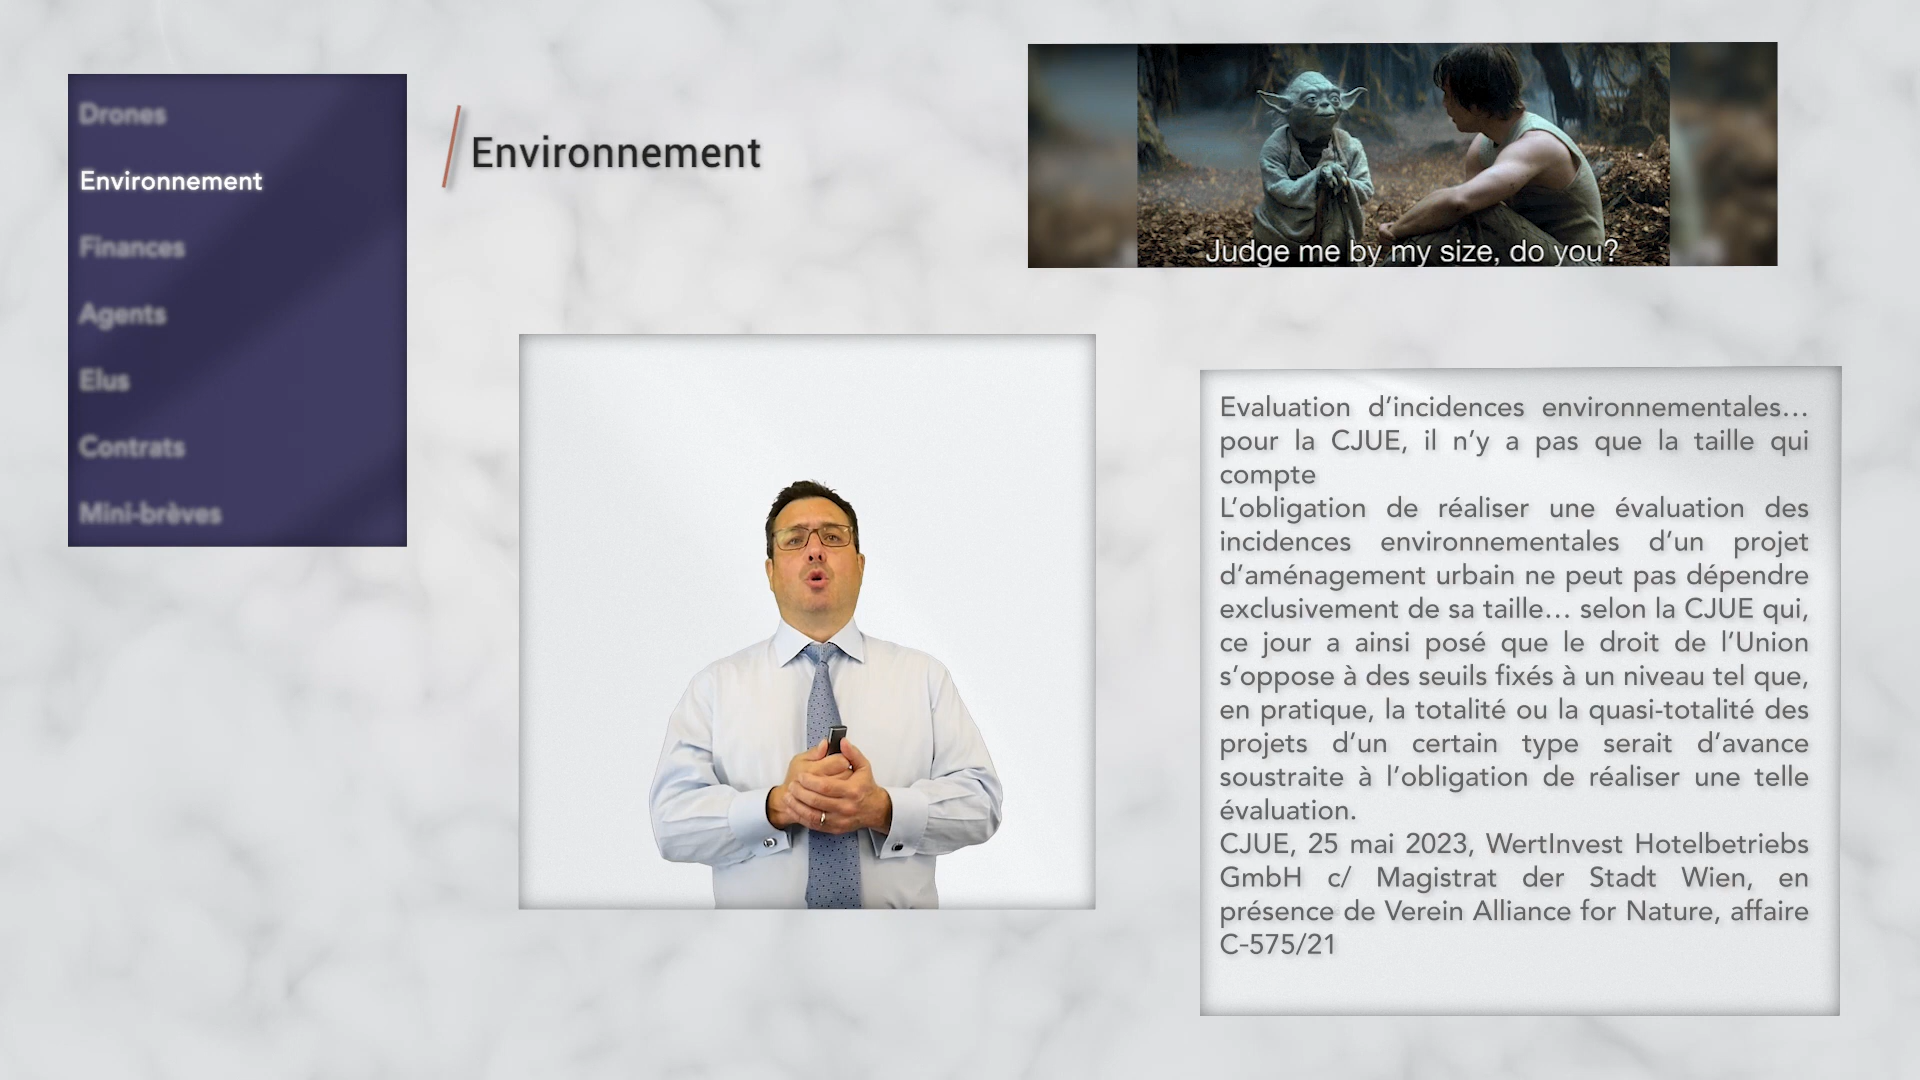 Drones
Environnement
Finances
Agents
Elus
Contrats
Mini-brèves
Environnement
Judge me by my size, do you?
Evaluation d’incidences environnementales…
pour la CJUE, il n’y a pas que la taille qui
compte
L’obligation de réaliser une évaluation des
incidences environnementales d’un projet
d’aménagement urbain ne peut pas dépendre
exclusivement de sa taille… selon la CJUE qui,
ce jour a ainsi posé que le droit de l’Union
s’oppose à des seuils fixés à un niveau tel que,
en pratique, la totalité ou la quasi-totalité des
projets d’un certain type serait d’avance
soustraite à l’obligation de réaliser une telle
évaluation.
CJUE, 25 mai 2023, WertInvest Hotelbetriebs
GmbH c/ Magistrat der Stadt Wien, en
présence de Verein Alliance for Nature, affaire
C-575/21